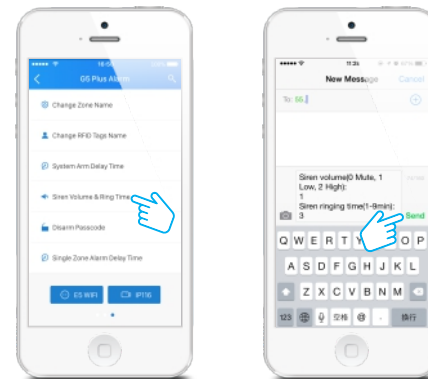 G5 Plus Alarm
Change Zone Name
Change RFID Tags Name
System Arm Delay Time
Siren Volume & Ring Time
Disarm Passcode
Single Zone Alarm Delay Time
E5 WIFI
IP116
New Message
Cancel
To: 55.
Siren volume(0 Mute, 1
Low, 2 High):
1
Siren ringing time(1-9min):
3
Send
Q W E R T Y O P
A S D F G H J K L
Z X C V B N M
123 空格 @ . 换行